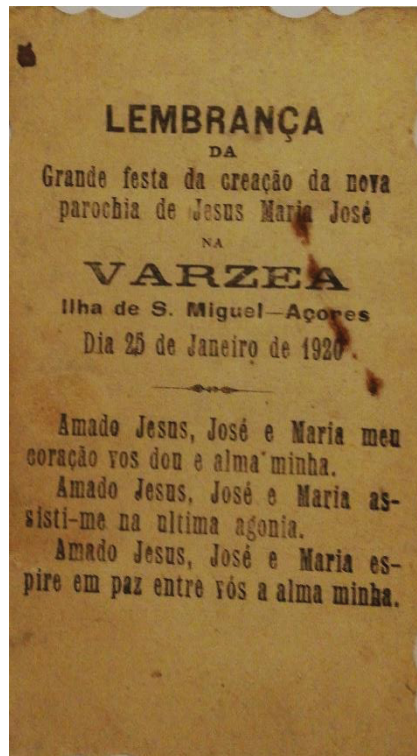 LEMBRANÇA
DA
Grande festa da creação da nova
parochia de Jesus Maria José
NA
VARZEA
Ilha de S. Miguel—Açores
Dia 25 de Janeiro de 1920
Amado Jesus, José e Maria meu
coração vos dou e alma minha.
Amado Jesus, José e Maria as-
sisti-me na ultima agonia.
Amado Jesus, José e Maria es-
pire em paz entre vós a alma minha.